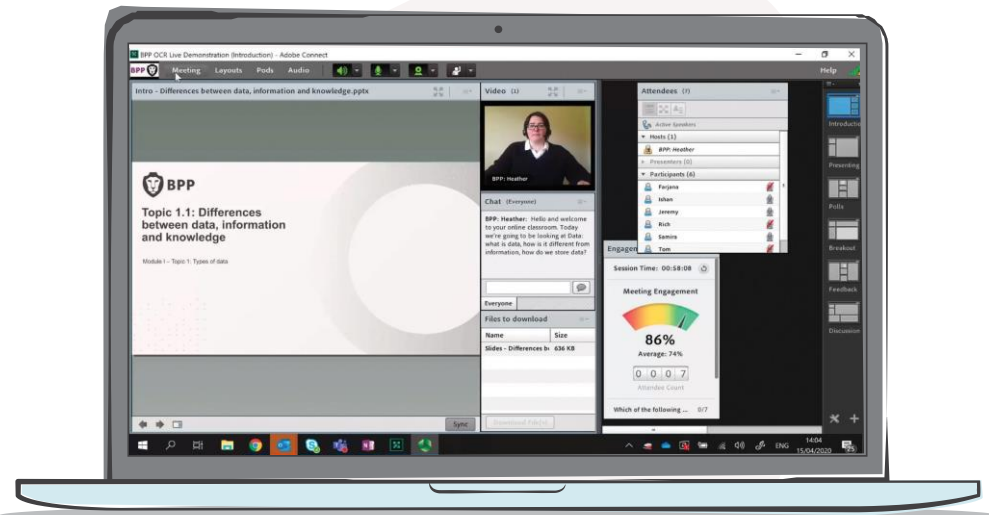 BPP OCR Live Demonstration (Introduction) - Adobe Connect
BPP
Meeting Layouts Pods Audio
Help
Intro - Differences between data, information and knowledge.pptx
BPP
Topic 1.1: Differences
between data, information
and knowledge
Module I – Topic 1: Types of data
Sync
Video (1)
BPP: Heather
Chat (Everyone)
BPP: Heather: Hello and welcome
to your online classroom. Today
we're going to be looking at Data:
what is data, how is it different from
information, how do we store data?
Everyone
Files to download
Name Size
Slides - Differences b 636 KB
Download File(s)
Attendees (7)
Active Speakers
Hosts (1)
BPP: Heather
Presenters (0)
Participants (6)
Farjana
Ishan
Jeremy
Rich
Samira
Tom
Engagem
Session Time: 00:58:08
Meeting Engagement
86%
Average: 74%
0 0 0 7
Attendee Count
Which of the following ... 0/7
Introductio
Presenting
Polls
Breakout
Feedback
Discussion
ENG
14:04
15/04/2020